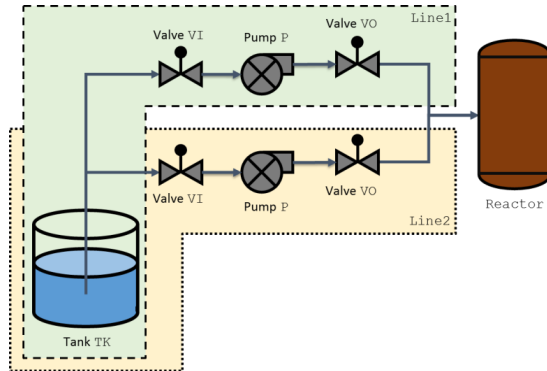 Line1
Valve VI
Pump P
Valve VO
Valve VI
Pump P
Valve VO
Line2
Reactor
Tank TK